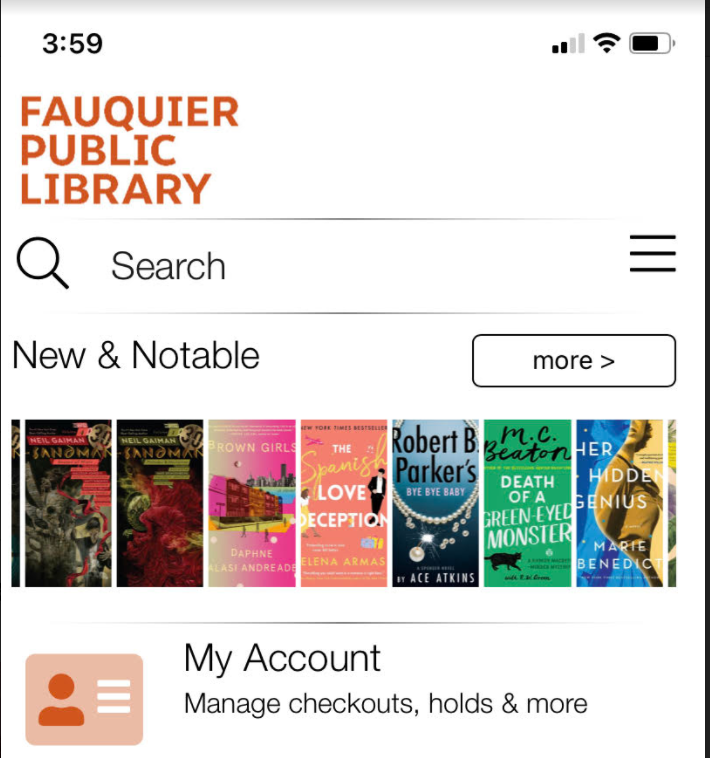 3:59
FAUQUIER
PUBLIC
LIBRARY
Search
New & Notable
more >
NEIL GAIMAN
SANDMAN
NEIL GAIMAN
SANDMAN
BROWN GIRLS
DAPHNE
PALASI ANDREADES
NEW YORK TIMES BESTSELLER
THE
Spanish
LOVE
DECEPTION
ELENA ARMAS
Robert B.
Parker's
BYE BYE BABY
A SPENSER NOVEL
BY ACE ATKINS
M.C.
Beaton
DEATH
OF A
GREEN-EYED
MONSTER
HER
HIDDEN
GENIUS
MARIE
BENEDICT
My Account
Manage checkouts, holds & more